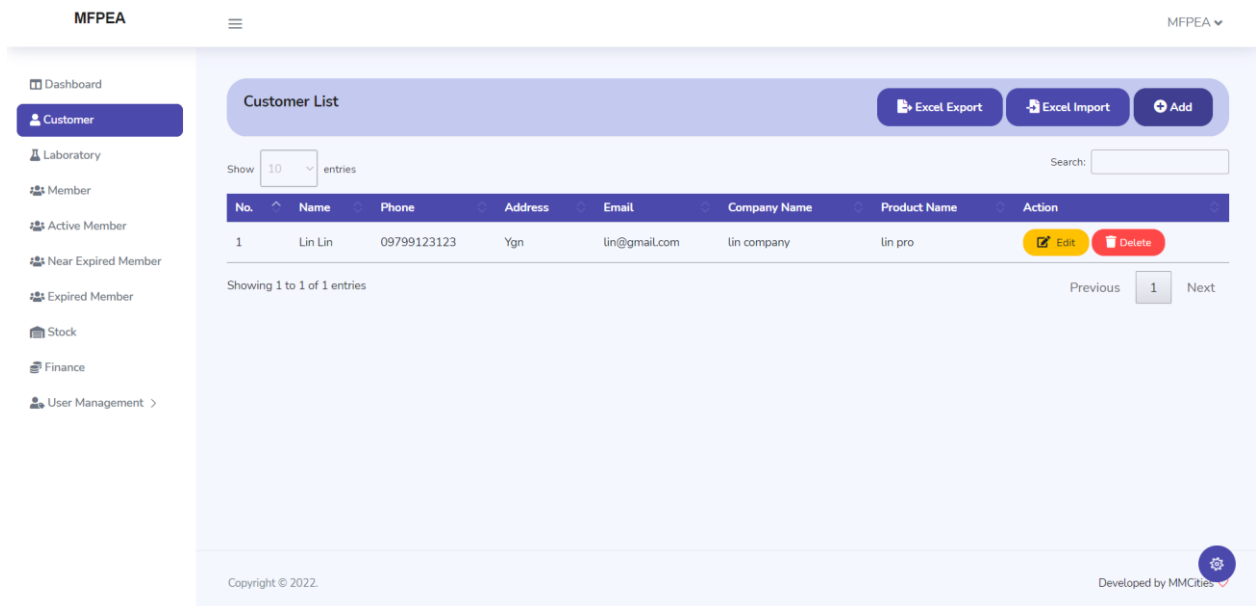 MFPEA
MFPEA
Dashboard
Customer
Laboratory
Member
Active Member
Near Expired Member
Expired Member
Stock
Finance
User Management
Customer List
Excel Export
Excel Import
Add
Show 10 entries
Search:
No. Name Phone Address Email Company Name Product Name Action
1 Lin Lin 09799123123 Ygn lin@gmail.com lin company lin pro Edit Delete
Showing 1 to 1 of 1 entries
Previous 1 Next
Copyright © 2022.
Developed by MMCities